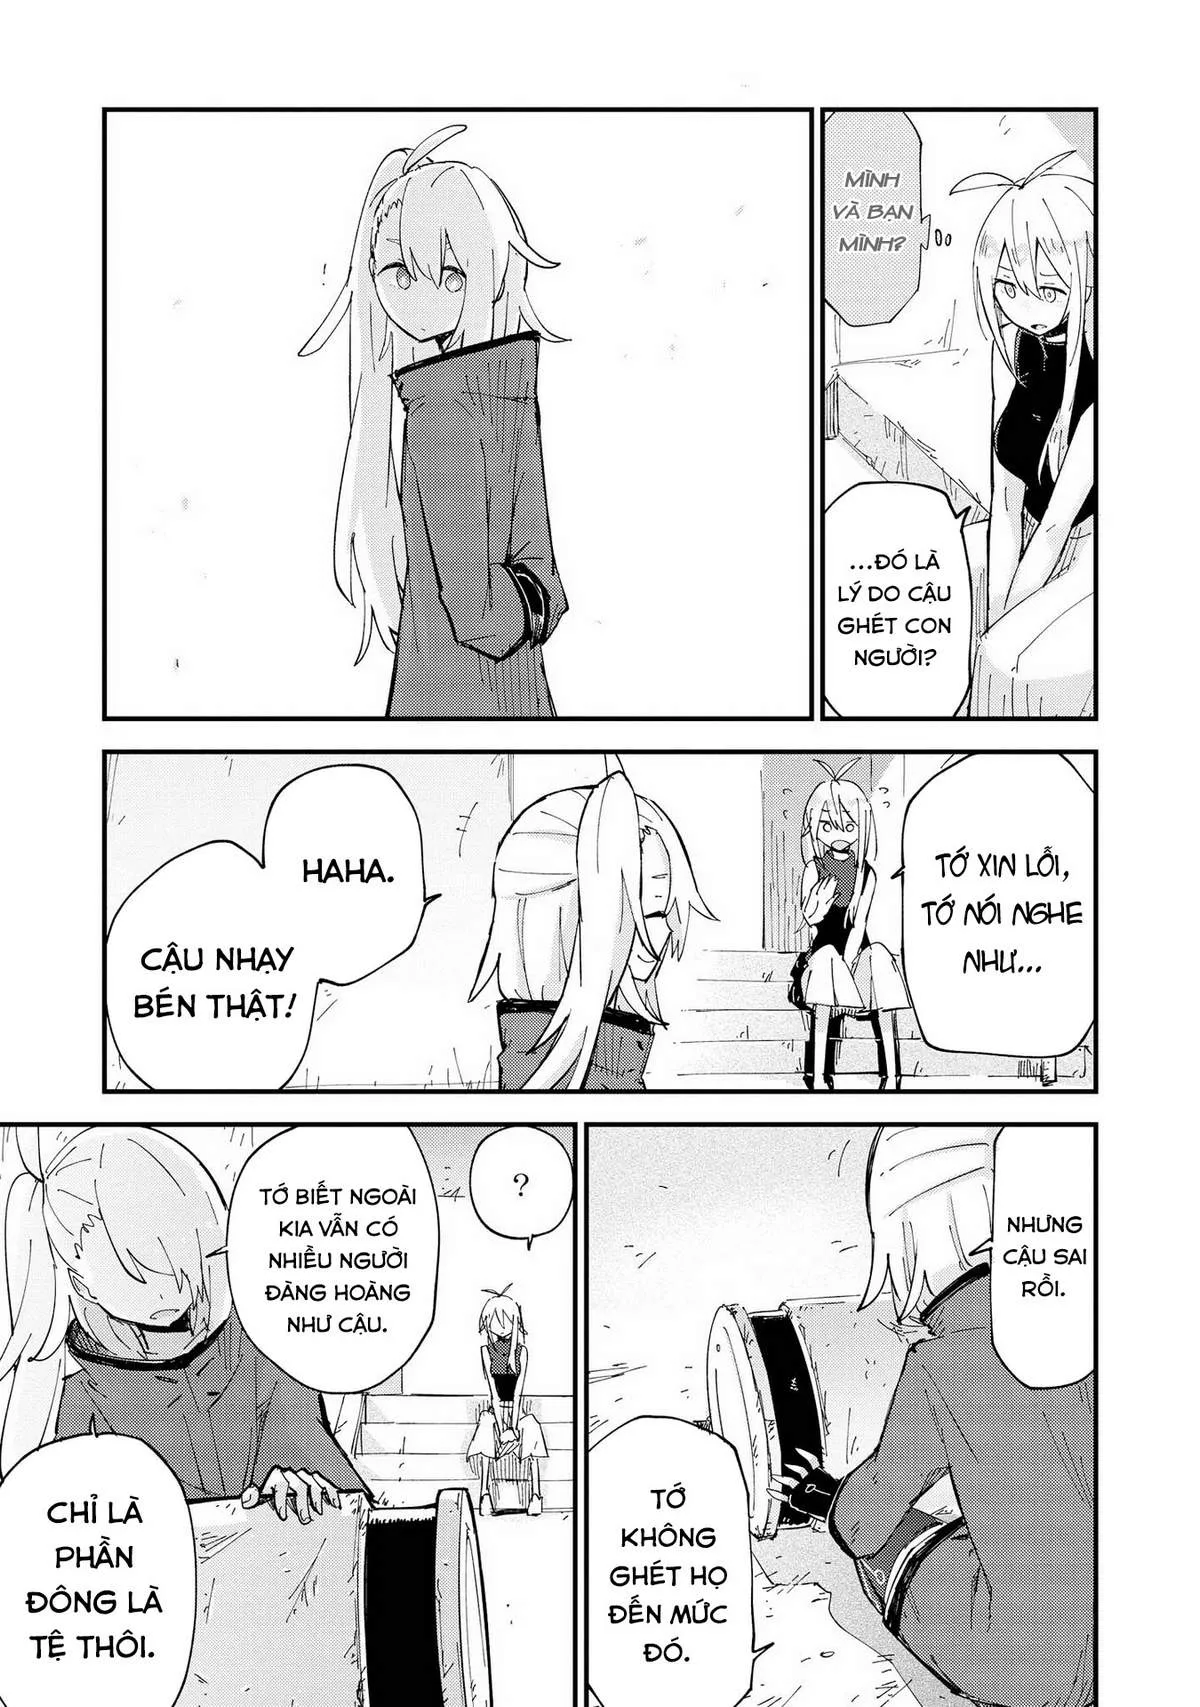 MÌNH
VÀ BẠN
MÌNH?
...ĐÓ LÀ
LÝ DO CẬU
GHÉT CON
NGƯỜI?
TỚ XIN LỖI,
TỚ NÓI NGHE
NHƯ...
HAHA.
CẬU NHẠY
BÉN THẬT!
NHƯNG
CẬU SAI
RỒI.
TỚ
KHÔNG
GHÉT HỌ
ĐẾN MỨC
ĐÓ.
?
TỚ BIẾT NGOÀI
KIA VẪN CÓ
NHIỀU NGƯỜI
ĐÀNG HOÀNG
NHƯ CẬU.
CHỈ LÀ
PHẦN
ĐÔNG LÀ
TỆ THÔI.